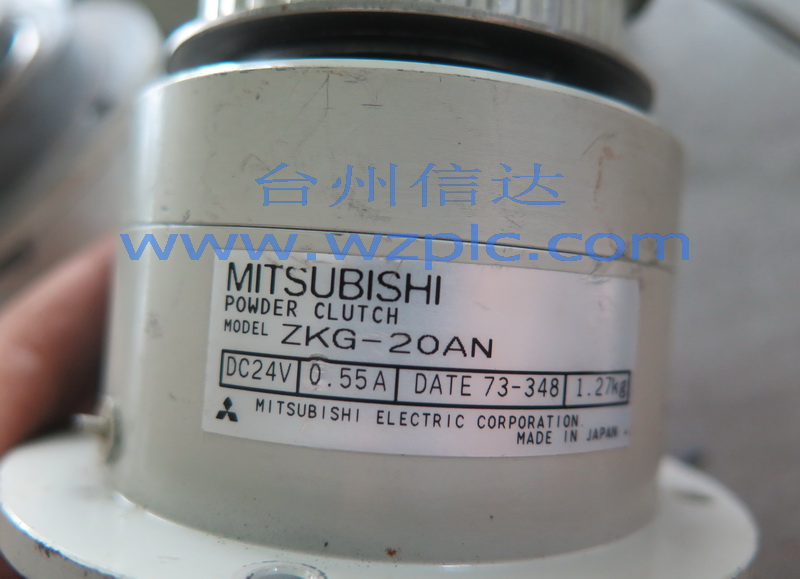 台州信达
www.wzplc.com
MITSUBISHI
POWDER CLUTCH
MODEL ZKG-20AN
DC24V 0.55A DATE 73-348 1.27kg
MITSUBISHI ELECTRIC CORPORATION
MADE IN JAPAN